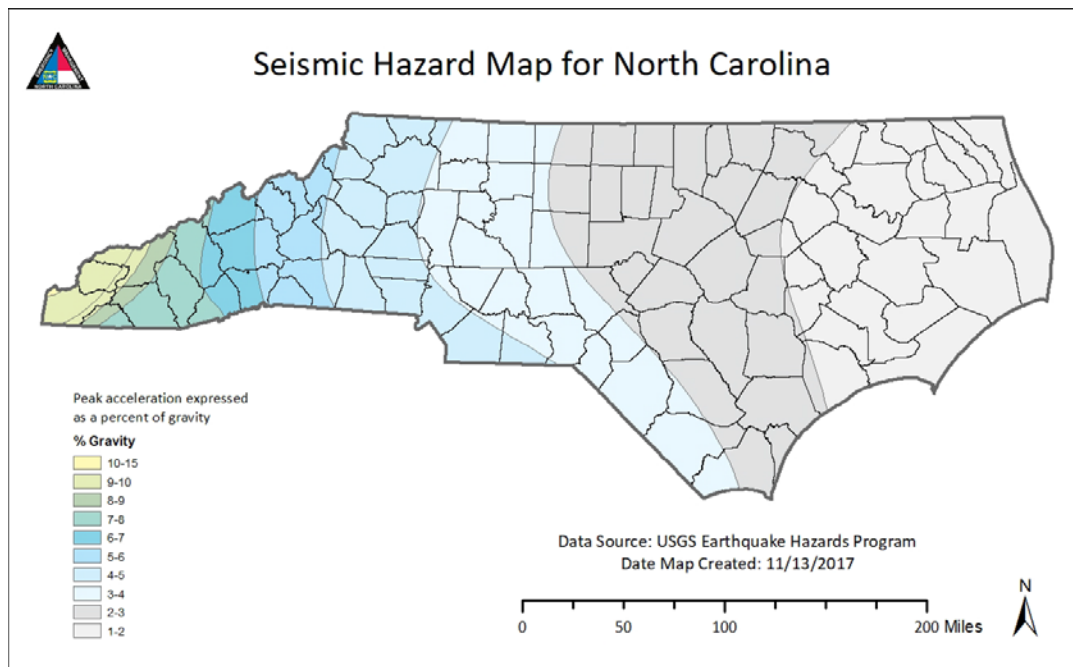 Seismic Hazard Map for North Carolina
NORTH CAROLINA
Peak acceleration expressed
as a percent of gravity
% Gravity
10-15
9-10
8-9
7-8
6-7
5-6
4-5
3-4
2-3
1-2
Data Source: USGS Earthquake Hazards Program
Date Map Created: 11/13/2017
N
0 50 100 200 Miles